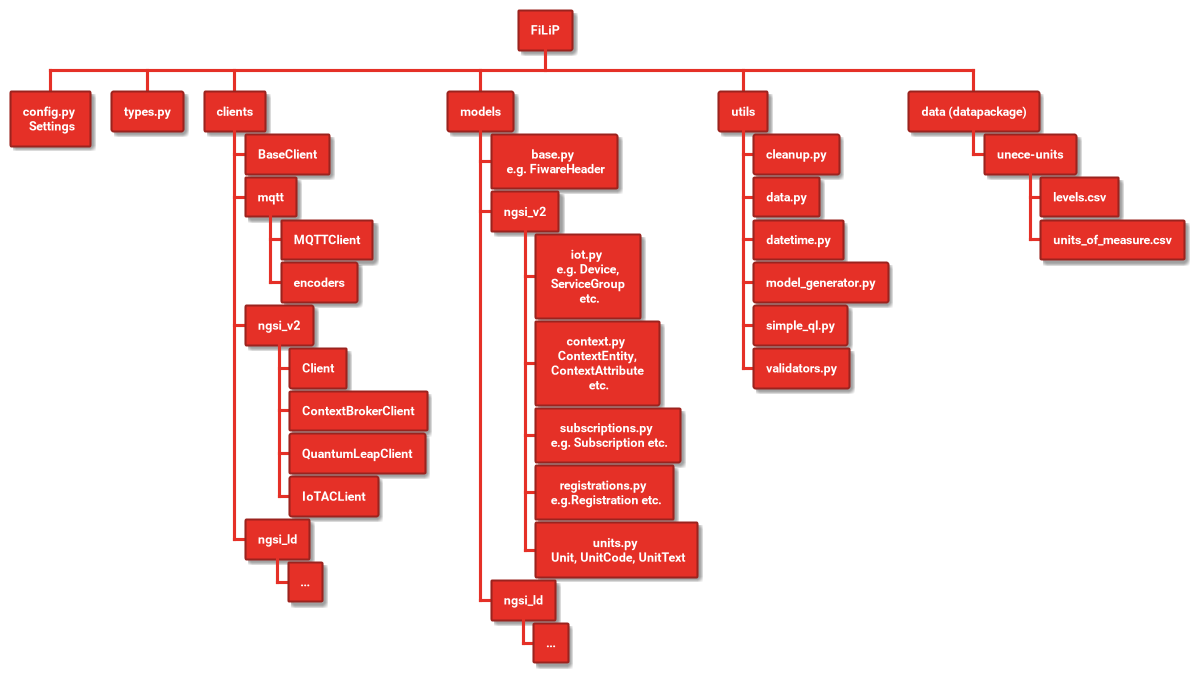 FiLiP
config.py
Settings
types.py
clients
BaseClient
mqtt
MQTTClient
encoders
ngsi_v2
Client
ContextBrokerClient
QuantumLeapClient
IoTACLient
ngsi_ld
...
models
base.py
e.g. FiwareHeader
ngsi_v2
iot.py
e.g. Device,
ServiceGroup
etc.
context.py
ContextEntity,
ContextAttribute
etc.
subscriptions.py
e.g. Subscription etc.
registrations.py
e.g.Registration etc.
units.py
Unit, UnitCode, UnitText
ngsi_ld
...
utils
cleanup.py
data.py
datetime.py
model_generator.py
simple_ql.py
validators.py
data (datapackage)
unece-units
levels.csv
units_of_measure.csv